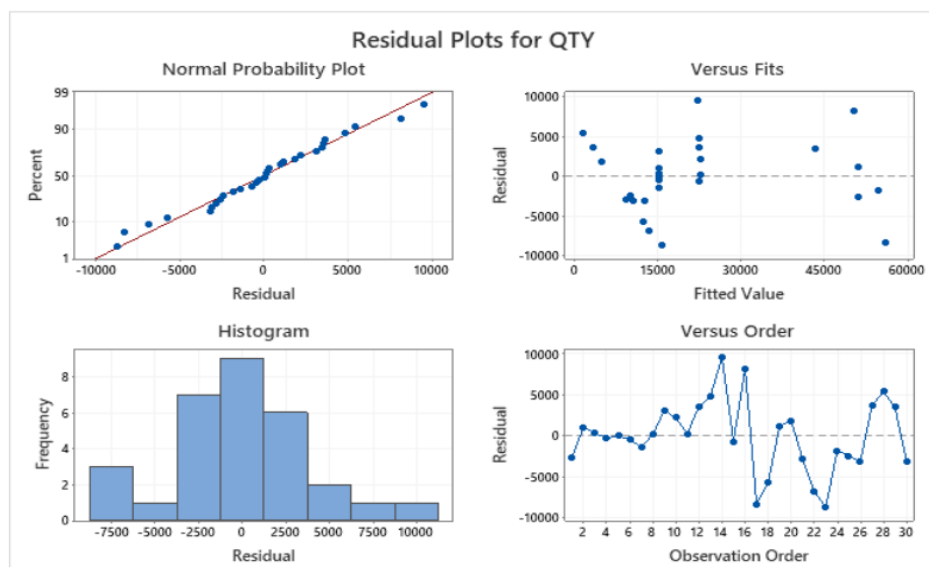 Residual Plots for QTY
Normal Probability Plot
99
90
50
10
1
Percent
-10000 -5000 0 5000 10000
Residual
Versus Fits
10000
5000
0
-5000
-10000
Residual
0 15000 30000 45000 60000
Fitted Value
Histogram
8
6
4
2
0
Frequency
-7500 -5000 -2500 0 2500 5000 7500 10000
Residual
Versus Order
10000
5000
0
-5000
-10000
Residual
2 4 6 8 10 12 14 16 18 20 22 24 26 28 30
Observation Order